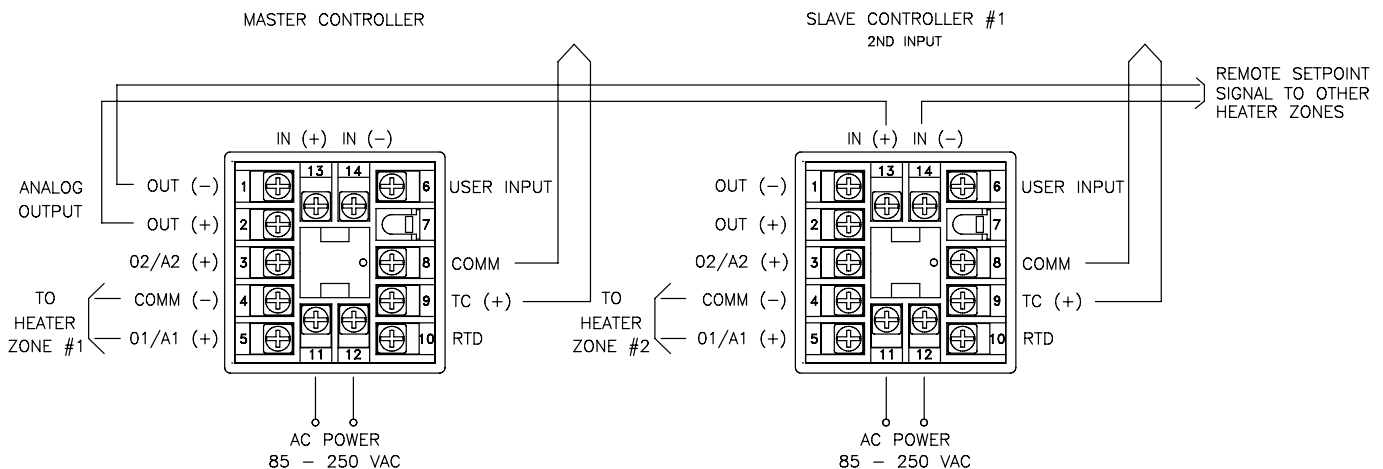 MASTER CONTROLLER
SLAVE CONTROLLER #1
2ND INPUT
REMOTE SETPOINT
SIGNAL TO OTHER
HEATER ZONES
IN (+) IN (-)
13 14
ANALOG
OUTPUT
OUT (-) 1
6 USER INPUT
OUT (+) 2
7
O2/A2 (+) 3
8 COMM
TO
HEATER
ZONE #1
COMM (-) 4
9 TC (+)
O1/A1 (+) 5
10 RTD
11 12
AC POWER
85 - 250 VAC
IN (+) IN (-)
13 14
OUT (-) 1
6 USER INPUT
OUT (+) 2
7
O2/A2 (+) 3
8 COMM
TO
HEATER
ZONE #2
COMM (-) 4
9 TC (+)
O1/A1 (+) 5
10 RTD
11 12
AC POWER
85 - 250 VAC